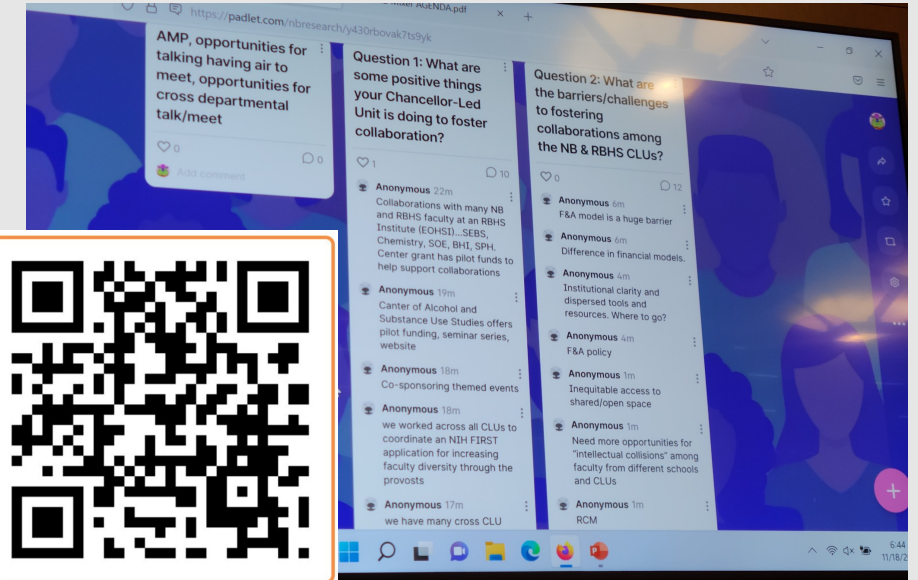 AGENDA.pdf
https://padlet.com/nbresearch/y430rbovak7ts9yk
AMP, opportunities for
talking having air to
meet, opportunities for
cross departmental
talk/meet
0
0
Add comment
Question 1: What are
some positive things
your Chancellor-Led
Unit is doing to foster
collaboration?
1
10
Anonymous 22m
Collaborations with many NB
and RBHS faculty at an RBHS
Institute (EOHSI)...SEBS,
Chemistry, SOE, BHI, SPH.
Center grant has pilot funds to
help support collaborations
Anonymous 19m
Canter of Alcohol and
Substance Use Studies offers
pilot funding, seminar series,
website
Anonymous 18m
Co-sponsoring themed events
Anonymous 18m
we worked across all CLUs to
coordinate an NIH FIRST
application for increasing
faculty diversity through the
provosts
Anonymous 17m
we have many cross CLU
Question 2: What are
the barriers/challenges
to fostering
collaborations among
the NB & RBHS CLUs?
0
12
Anonymous 6m
F&A model is a huge barrier
Anonymous 6m
Difference in financial models.
Anonymous 4m
Institutional clarity and
dispersed tools and
resources. Where to go?
Anonymous 4m
F&A policy
Anonymous 1m
Inequitable access to
shared/open space
Anonymous 1m
Need more opportunities for
"intellectual collisions" among
faculty from different schools
and CLUs
Anonymous 1m
RCM
6:44